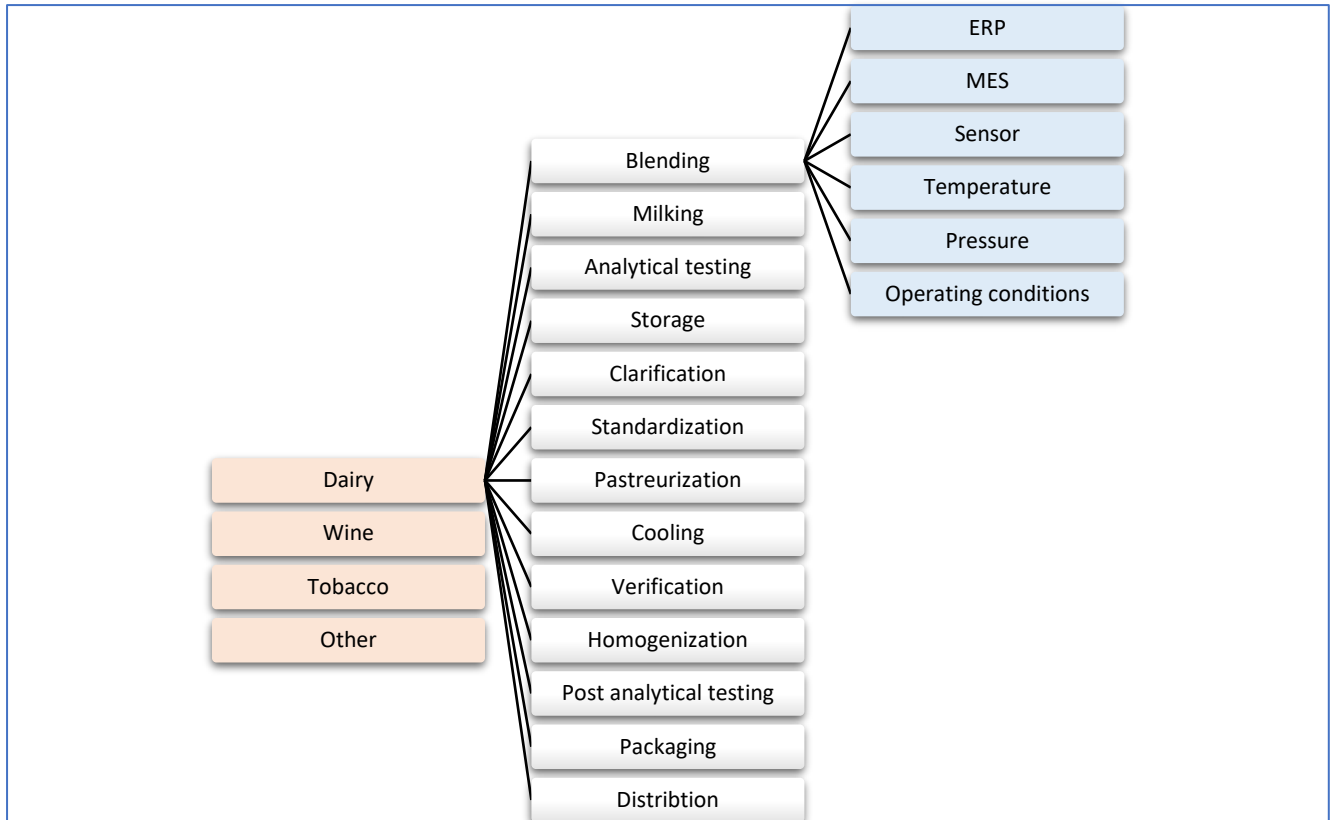 ERP
MES
Sensor
Temperature
Pressure
Operating conditions
Blending
Milking
Analytical testing
Storage
Clarification
Standardization
Pastreurization
Cooling
Verification
Homogenization
Post analytical testing
Packaging
Distribtion
Dairy
Wine
Tobacco
Other